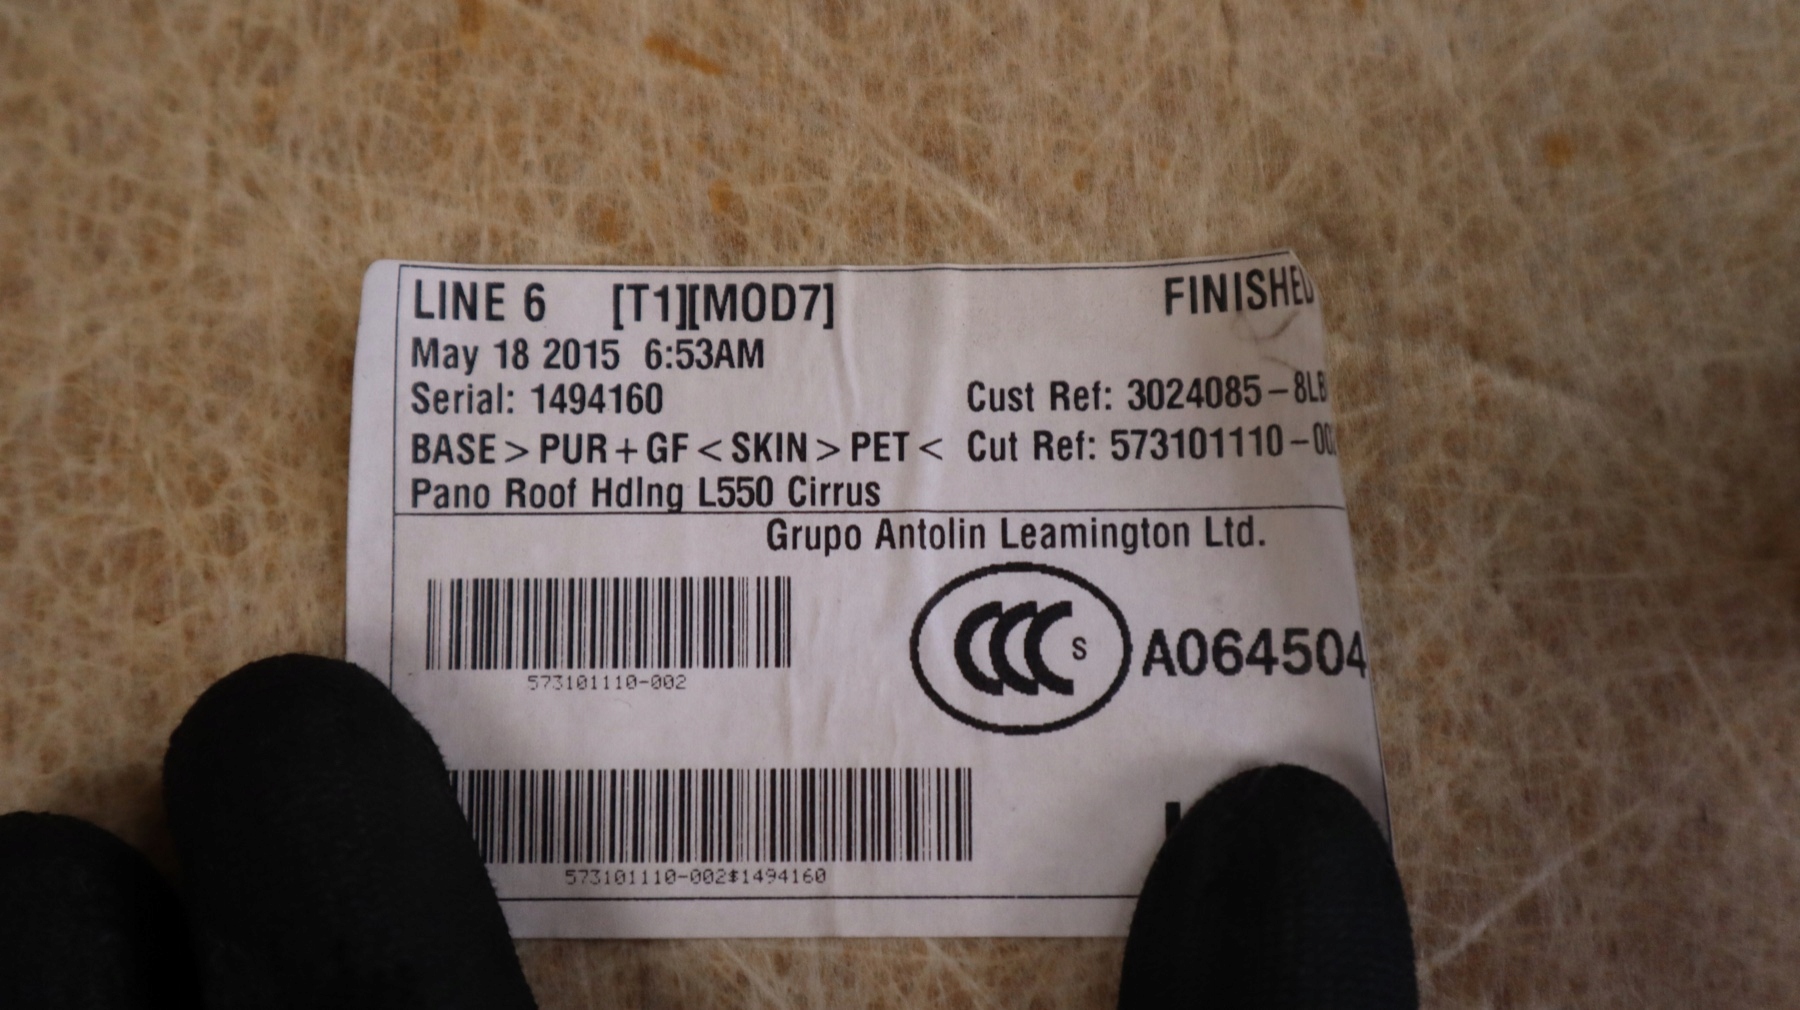 LINE 6 [T1][MOD7] FINISHED
May 18 2015 6:53AM
Serial: 1494160 Cust Ref: 3024085-8LB
BASE > PUR + GF < SKIN > PET < Cut Ref: 573101110-00
Pano Roof Hdlng L550 Cirrus
Grupo Antolin Leamington Ltd.
CCC S A064504
573101110-002
573101110-002$1494160